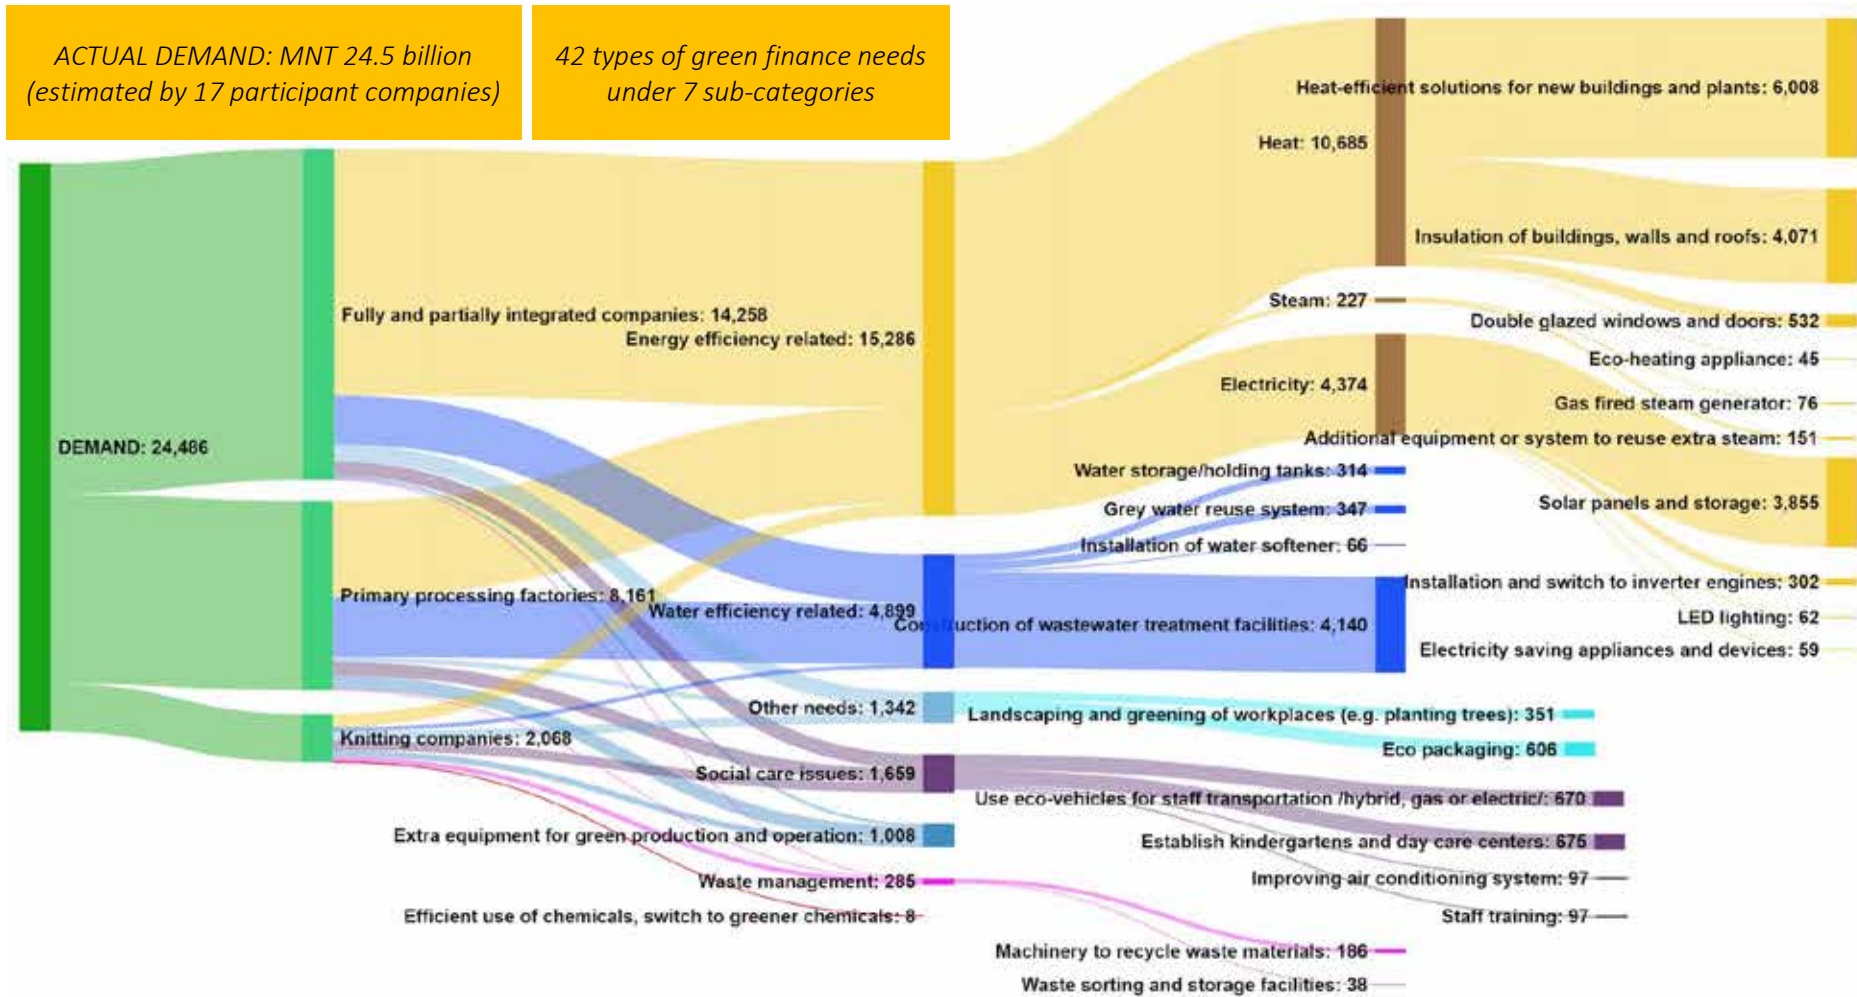 ACTUAL DEMAND: MNT 24.5 billion
(estimated by 17 participant companies)
42 types of green finance needs
under 7 sub-categories
DEMAND: 24,486
Fully and partially integrated companies: 14,258
Primary processing factories: 8,161
Knitting companies: 2,068
Energy efficiency related: 15,286
Water efficiency related: 4,899
Other needs: 1,342
Social care issues: 1,659
Extra equipment for green production and operation: 1,008
Waste management: 285
Efficient use of chemicals, switch to greener chemicals: 8
Heat: 10,685
Steam: 227
Electricity: 4,374
Water storage/holding tanks: 314
Grey water reuse system: 347
Installation of water softener: 66
Construction of wastewater treatment facilities: 4,140
Landscaping and greening of workplaces (e.g. planting trees): 351
Eco packaging: 606
Use eco-vehicles for staff transportation /hybrid, gas or electric/: 670
Establish kindergartens and day care centers: 675
Improving air conditioning system: 97
Staff training: 97
Machinery to recycle waste materials: 186
Waste sorting and storage facilities: 38
Heat-efficient solutions for new buildings and plants: 6,008
Insulation of buildings, walls and roofs: 4,071
Double glazed windows and doors: 532
Eco-heating appliance: 45
Gas fired steam generator: 76
Additional equipment or system to reuse extra steam: 151
Solar panels and storage: 3,855
Installation and switch to inverter engines: 302
LED lighting: 62
Electricity saving appliances and devices: 59